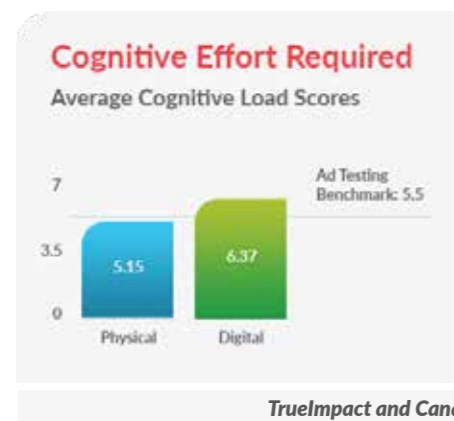 Cognitive Effort Required
Average Cognitive Load Scores
7
Ad Testing
Benchmark: 5.5
3.5
5.15
6.37
0
Physical
Digital
TrueImpact and